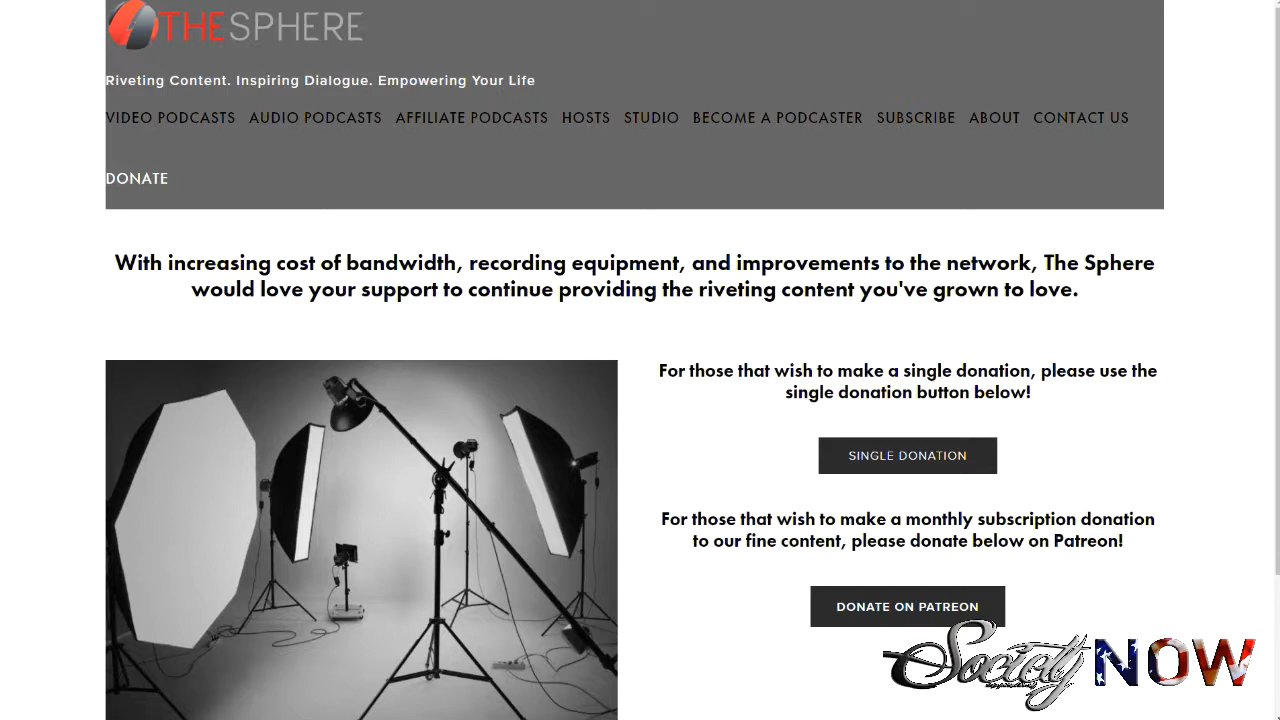 THESPHERE
Riveting Content. Inspiring Dialogue. Empowering Your Life
VIDEO PODCASTS AUDIO PODCASTS AFFILIATE PODCASTS HOSTS STUDIO BECOME A PODCASTER SUBSCRIBE ABOUT CONTACT US
DONATE
With increasing cost of bandwidth, recording equipment, and improvements to the network, The Sphere
would love your support to continue providing the riveting content you've grown to love.
For those that wish to make a single donation, please use the
single donation button below!
SINGLE DONATION
For those that wish to make a monthly subscription donation
to our fine content, please donate below on Patreon!
DONATE ON PATREON
Society NOW